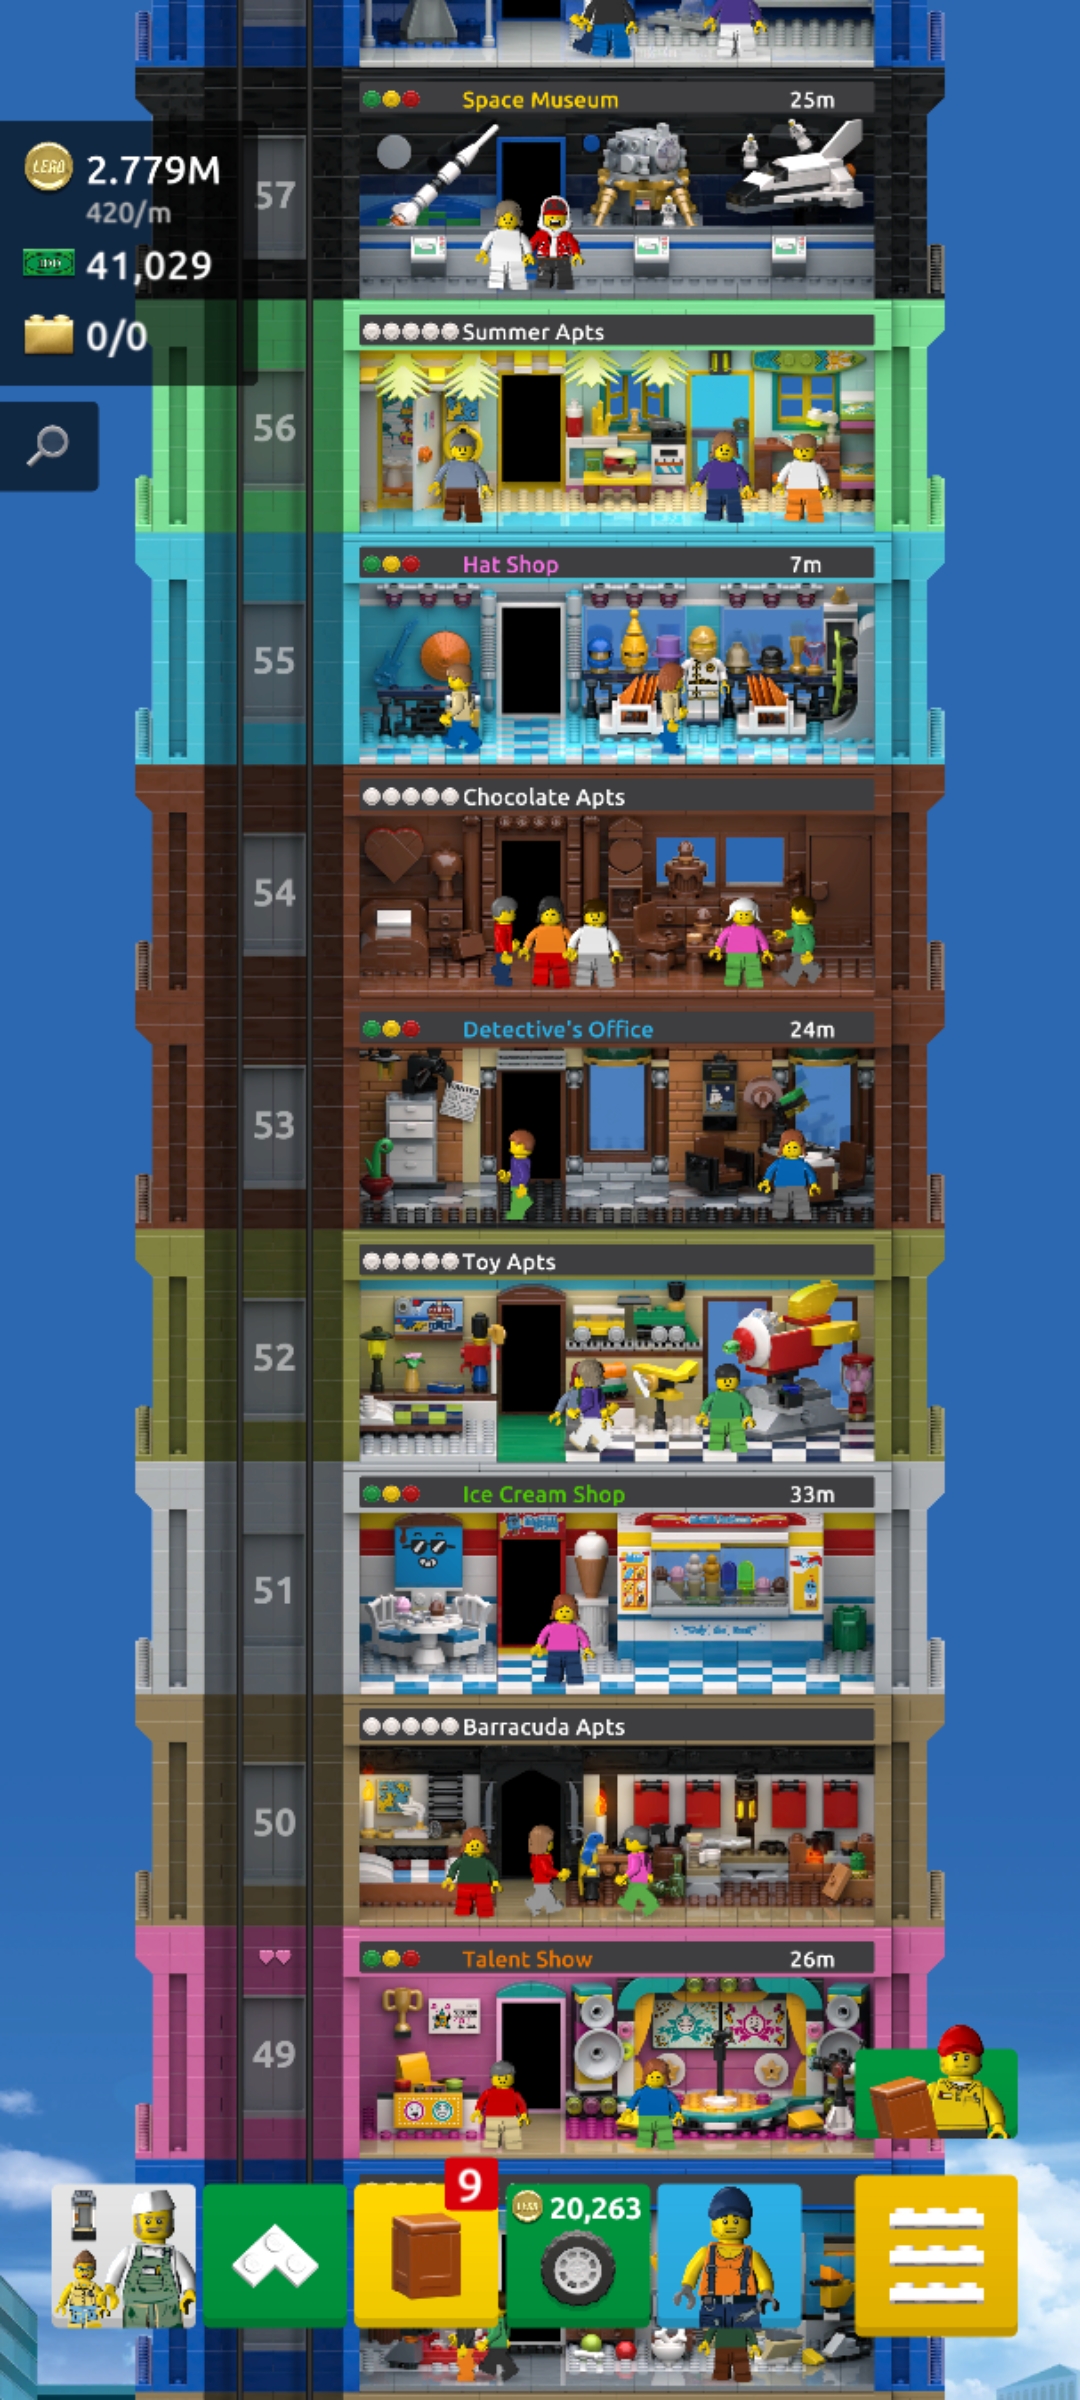 Space Museum 25m
2.779M
420/m
57
41,029
0/0
Summer Apts
56
Hat Shop 7m
55
Chocolate Apts
54
Detective's Office 24m
53
Toy Apts
52
Ice Cream Shop 33m
51
Barracuda Apts
50
Talent Show 26m
49
9
20,263